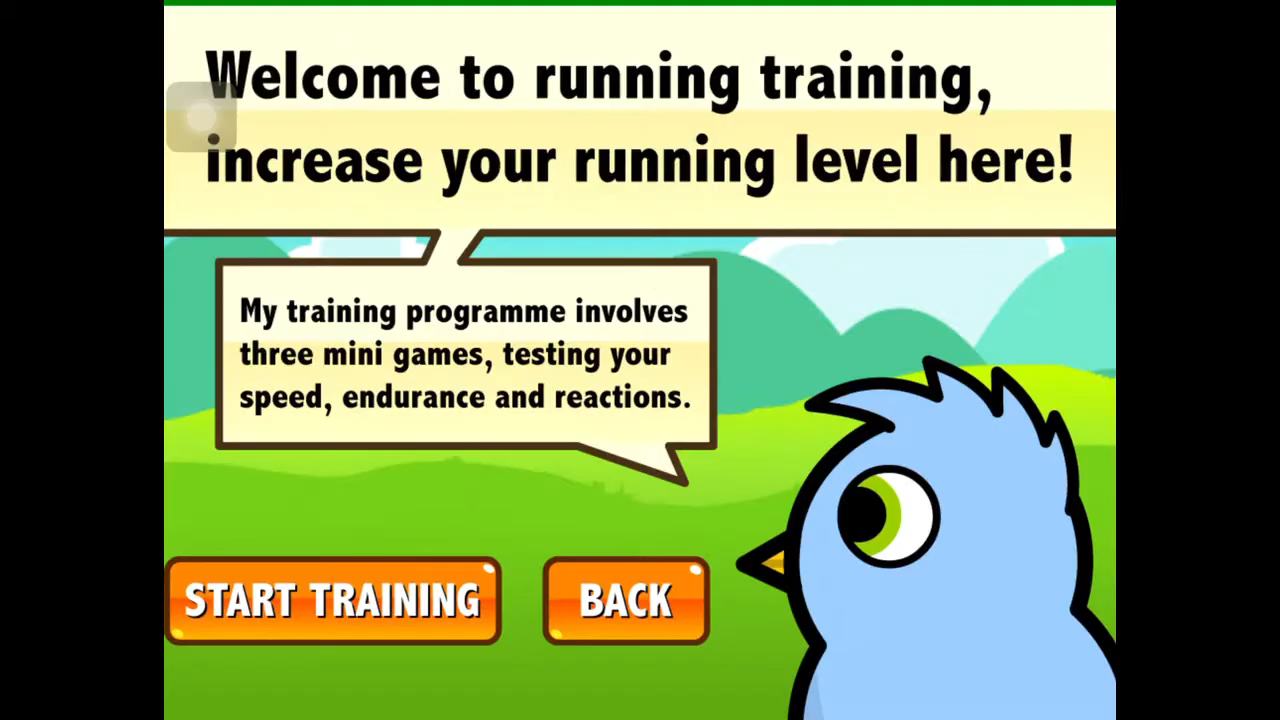 Welcome to running training,
increase your running level here!
My training programme involves
three mini games, testing your
speed, endurance and reactions.
START TRAINING
BACK